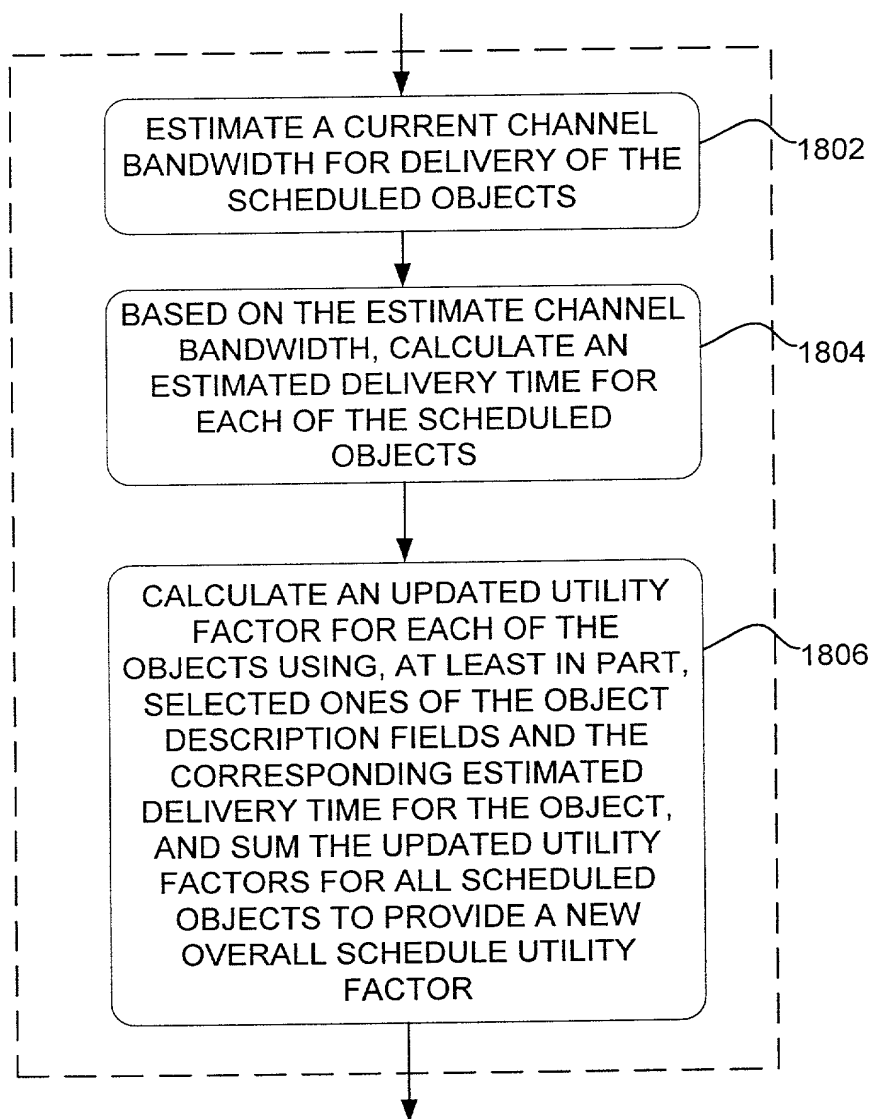 ESTIMATE A CURRENT CHANNEL
BANDWIDTH FOR DELIVERY OF THE
SCHEDULED OBJECTS
1802
BASED ON THE ESTIMATE CHANNEL
BANDWIDTH, CALCULATE AN
ESTIMATED DELIVERY TIME FOR
EACH OF THE SCHEDULED
OBJECTS
1804
CALCULATE AN UPDATED UTILITY
FACTOR FOR EACH OF THE
OBJECTS USING, AT LEAST IN PART,
SELECTED ONES OF THE OBJECT
DESCRIPTION FIELDS AND THE
CORRESPONDING ESTIMATED
DELIVERY TIME FOR THE OBJECT,
AND SUM THE UPDATED UTILITY
FACTORS FOR ALL SCHEDULED
OBJECTS TO PROVIDE A NEW
OVERALL SCHEDULE UTILITY
FACTOR
1806